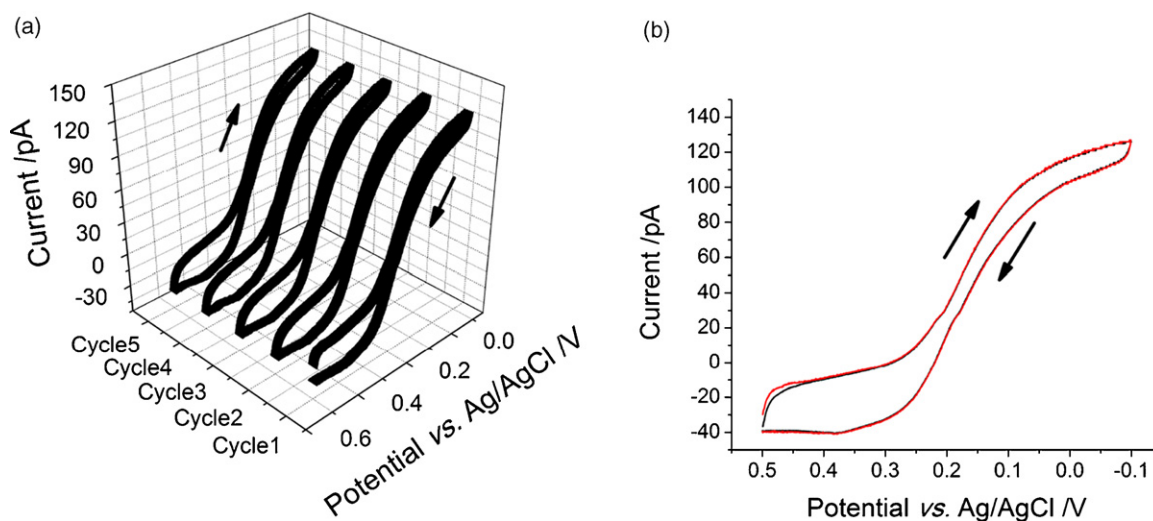 (a)
Current /pA
150
120
90
60
30
0
-30
Cycle5
Cycle4
Cycle3
Cycle2
Cycle1
0.6
0.4
0.2
0.0
Potential vs. Ag/AgCl /V
(b)
Current /pA
140
120
100
80
60
40
20
0
-20
-40
0.5 0.4 0.3 0.2 0.1 0.0 -0.1
Potential vs. Ag/AgCl /V